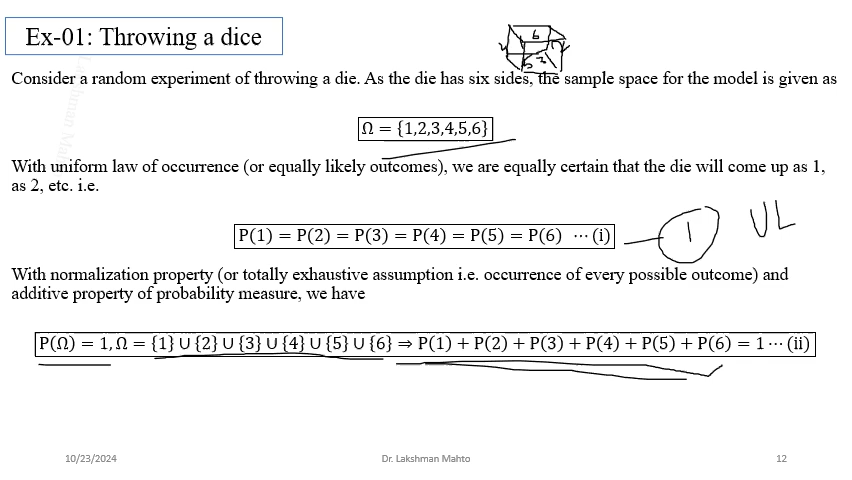 Ex-01: Throwing a dice
6
Consider a random experiment of throwing a die. As the die has six sides, the sample space for the model is given as
Ω = {1,2,3,4,5,6}
With uniform law of occurrence (or equally likely outcomes), we are equally certain that the die will come up as 1,
as 2, etc. i.e.
P(1) = P(2) = P(3) = P(4) = P(5) = P(6) ⋯ (i)
1 UL
With normalization property (or totally exhaustive assumption i.e. occurrence of every possible outcome) and
additive property of probability measure, we have
P(Ω) = 1, Ω = {1} ∪ {2} ∪ {3} ∪ {4} ∪ {5} ∪ {6} ⇒ P(1) + P(2) + P(3) + P(4) + P(5) + P(6) = 1 ⋯ (ii)
10/23/2024 Dr. Lakshman Mahto 12